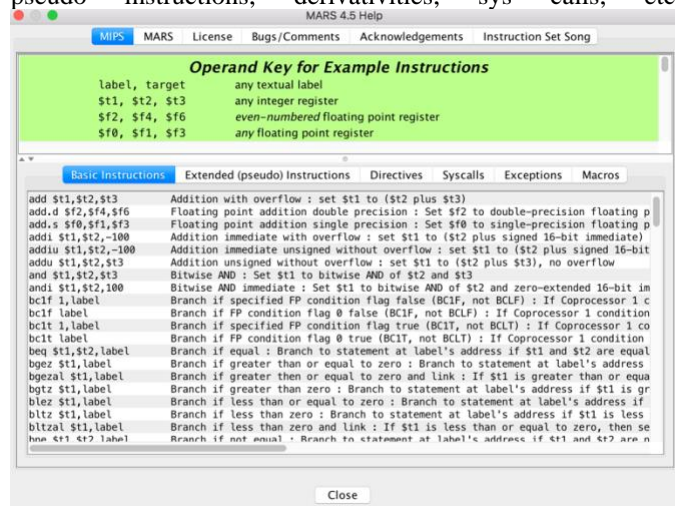 pseudo instructions, derivativities, sys calls, etc
MARS 4.5 Help
MIPS MARS License Bugs/Comments Acknowledgements Instruction Set Song
Operand Key for Example Instructions
label, target any textual label
$t1, $t2, $t3 any integer register
$f2, $f4, $f6 even-numbered floating point register
$f0, $f1, $f3 any floating point register
Basic Instructions Extended (pseudo) Instructions Directives Syscalls Exceptions Macros
add $t1,$t2,$t3 Addition with overflow : set $t1 to ($t2 plus $t3)
add.d $f2,$f4,$f6 Floating point addition double precision : Set $f2 to double-precision floating p
add.s $f0,$f1,$f3 Floating point addition single precision : Set $f0 to single-precision floating p
addi $t1,$t2,-100 Addition immediate with overflow : set $t1 to ($t2 plus signed 16-bit immediate)
addiu $t1,$t2,-100 Addition immediate unsigned without overflow : set $t1 to ($t2 plus signed 16-bit
addu $t1,$t2,$t3 Addition unsigned without overflow : set $t1 to ($t2 plus $t3), no overflow
and $t1,$t2,$t3 Bitwise AND : Set $t1 to bitwise AND of $t2 and $t3
andi $t1,$t2,100 Bitwise AND immediate : Set $t1 to bitwise AND of $t2 and zero-extended 16-bit im
bc1f 1,label Branch if specified FP condition flag false (BC1F, not BCLF) : If Coprocessor 1 c
bc1f label Branch if FP condition flag 0 false (BC1F, not BCLF) : If Coprocessor 1 condition
bc1t 1,label Branch if specified FP condition flag true (BC1T, not BCLT) : If Coprocessor 1 co
bc1t label Branch if FP condition flag 0 true (BC1T, not BCLT) : If Coprocessor 1 condition
beq $t1,$t2,label Branch if equal : Branch to statement at label's address if $t1 and $t2 are equal
bgez $t1,label Branch if greater than or equal to zero : Branch to statement at label's address
bgezal $t1,label Branch if greater then or equal to zero and link : If $t1 is greater than or equa
bgtz $t1,label Branch if greater than zero : Branch to statement at label's address if $t1 is gr
blez $t1,label Branch if less than or equal to zero : Branch to statement at label's address if
bltz $t1,label Branch if less than zero : Branch to statement at label's address if $t1 is less
bltzal $t1,label Branch if less than zero and link : If $t1 is less than or equal to zero, then se
bne $t1,$t2,label Branch if not equal : Branch to statement at label's address if $t1 and $t2 are n
Close